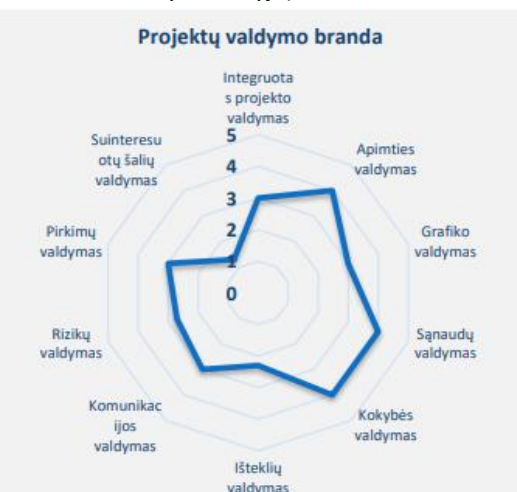 Projektų valdymo branda
Integruota
s projekto
valdymas
Apimties
valdymas
Grafiko
valdymas
Sąnaudų
valdymas
Kokybės
valdymas
Išteklių
valdymas
Komunikac
ijos
valdymas
Rizikų
valdymas
Pirkimų
valdymas
Suinteresu
otų šalių
valdymas
5
4
3
2
1
0